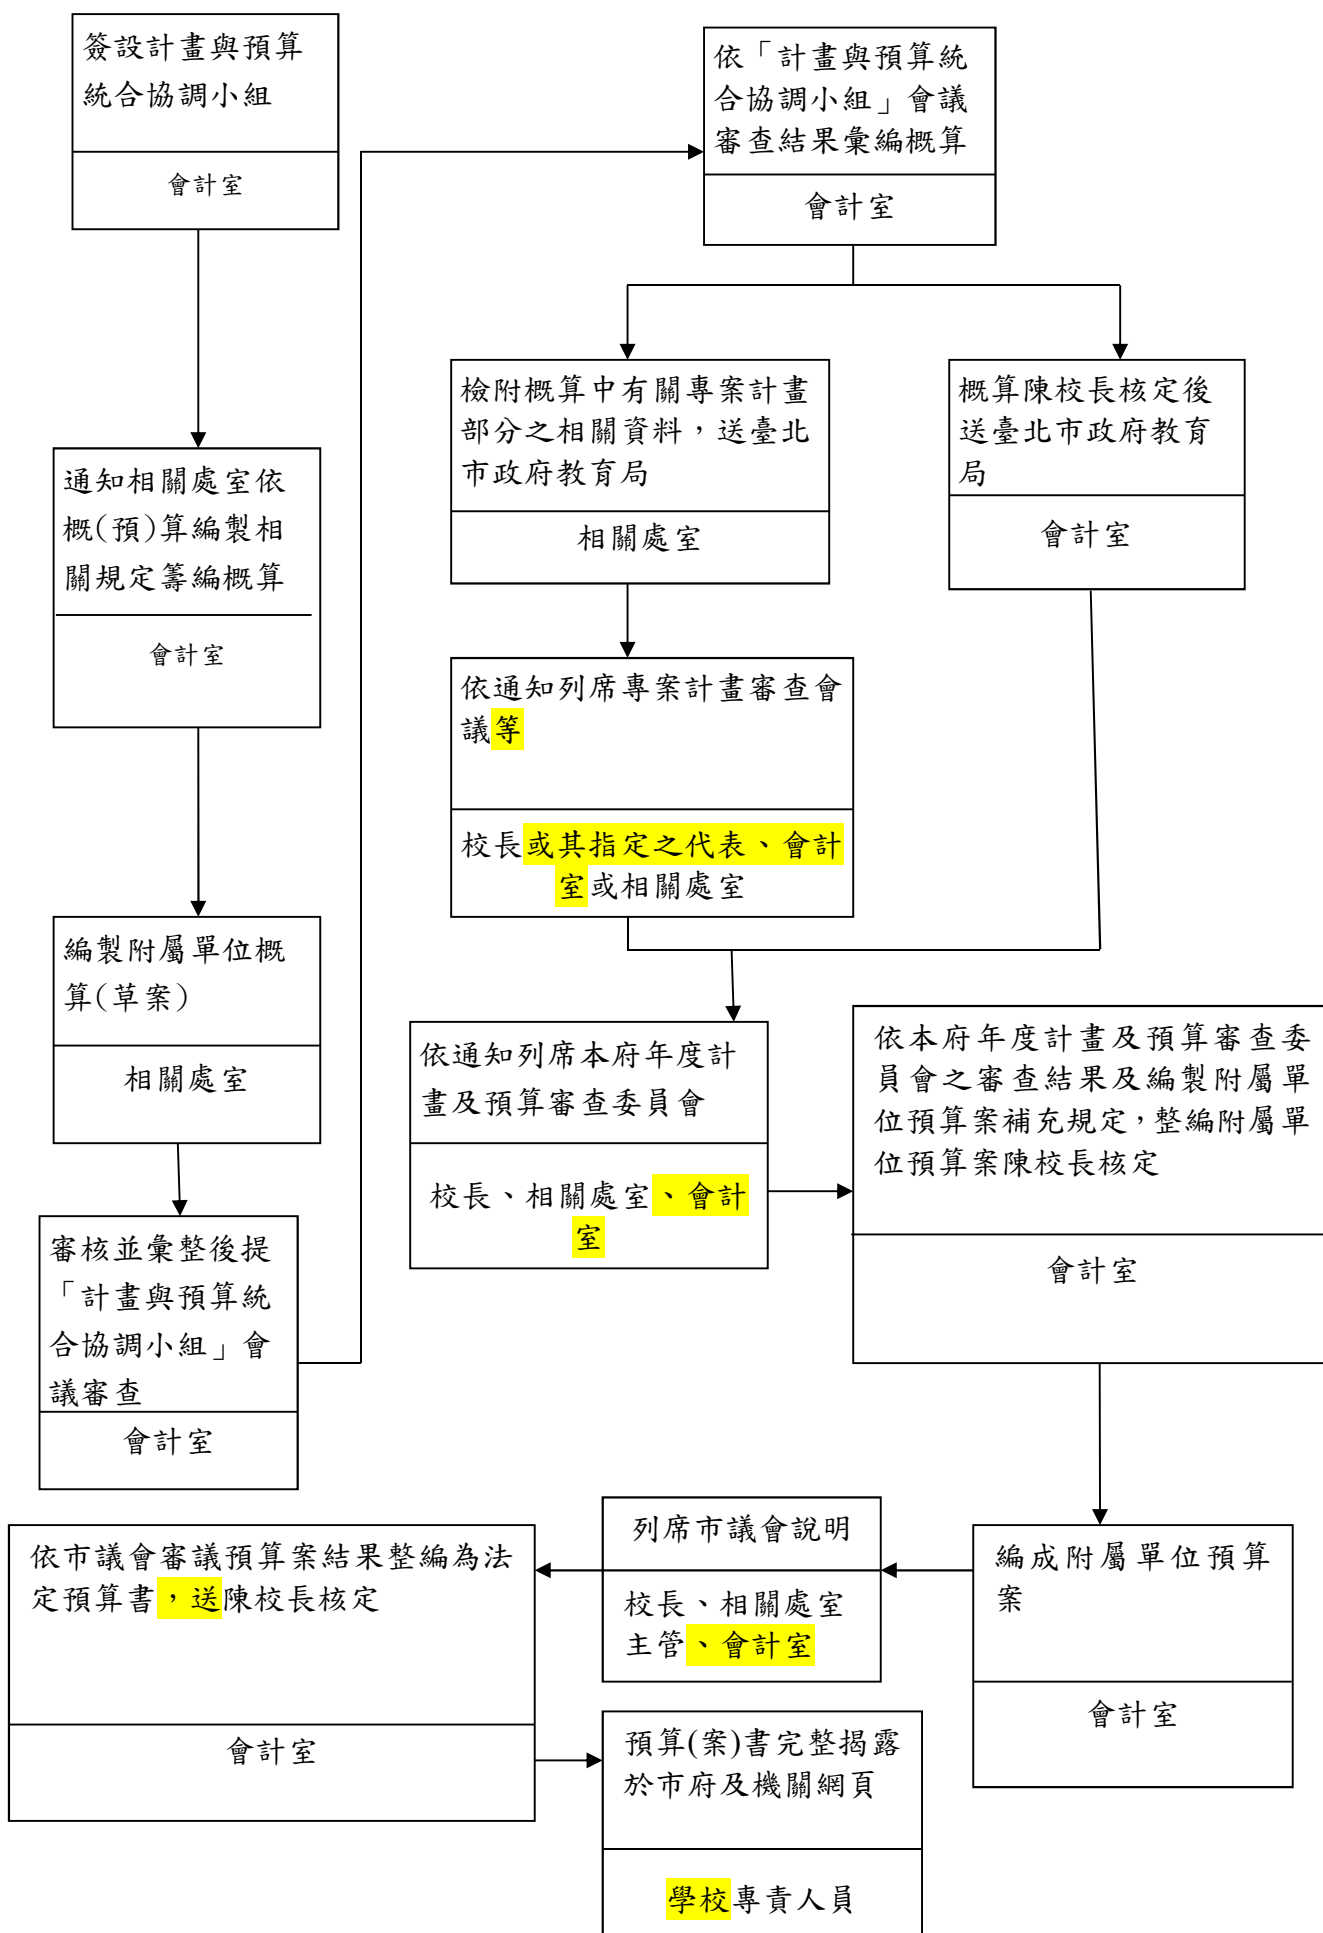 簽設計畫與預算
統合協調小組
會計室
通知相關處室依
概(預)算編製相
關規定籌編概算
會計室
編製附屬單位概
算(草案)
相關處室
審核並彙整後提
「計畫與預算統
合協調小組」會
議審查
會計室
依「計畫與預算統
合協調小組」會議
審查結果彙編概算
會計室
檢附概算中有關專案計畫
部分之相關資料，送臺北
市政府教育局
相關處室
概算陳校長核定後
送臺北市政府教育
局
會計室
依通知列席專案計畫審查會
議等
校長或其指定之代表、會計
室或相關處室
依通知列席本府年度計
畫及預算審查委員會
校長、相關處室、會計
室
依本府年度計畫及預算審查委
員會之審查結果及編製附屬單
位預算案補充規定，整編附屬單
位預算案陳校長核定
會計室
編成附屬單位預算
案
會計室
列席市議會說明
校長、相關處室
主管、會計室
依市議會審議預算案結果整編為法
定預算書，送陳校長核定
會計室
預算(案)書完整揭露
於市府及機關網頁
學校專責人員